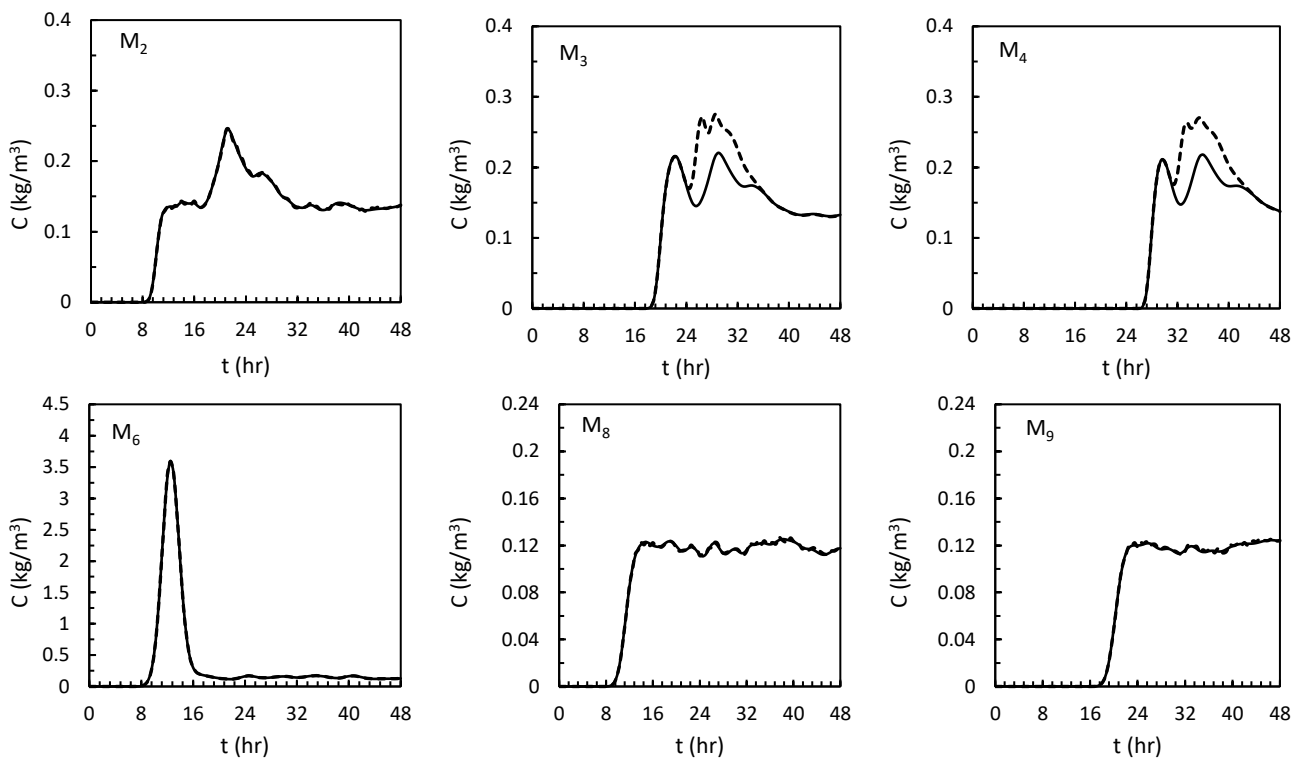 M2
C (kg/m³)
0.4
0.3
0.2
0.1
0
0 8 16 24 32 40 48
t (hr)
M3
C (kg/m³)
0.4
0.3
0.2
0.1
0
0 8 16 24 32 40 48
t (hr)
M4
C (kg/m³)
0.4
0.3
0.2
0.1
0
0 8 16 24 32 40 48
t (hr)
M6
C (kg/m³)
4.5
4
3.5
3
2.5
2
1.5
1
0.5
0
0 8 16 24 32 40 48
t (hr)
M8
C (kg/m³)
0.24
0.2
0.16
0.12
0.08
0.04
0
0 8 16 24 32 40 48
t (hr)
M9
C (kg/m³)
0.24
0.2
0.16
0.12
0.08
0.04
0
0 8 16 24 32 40 48
t (hr)